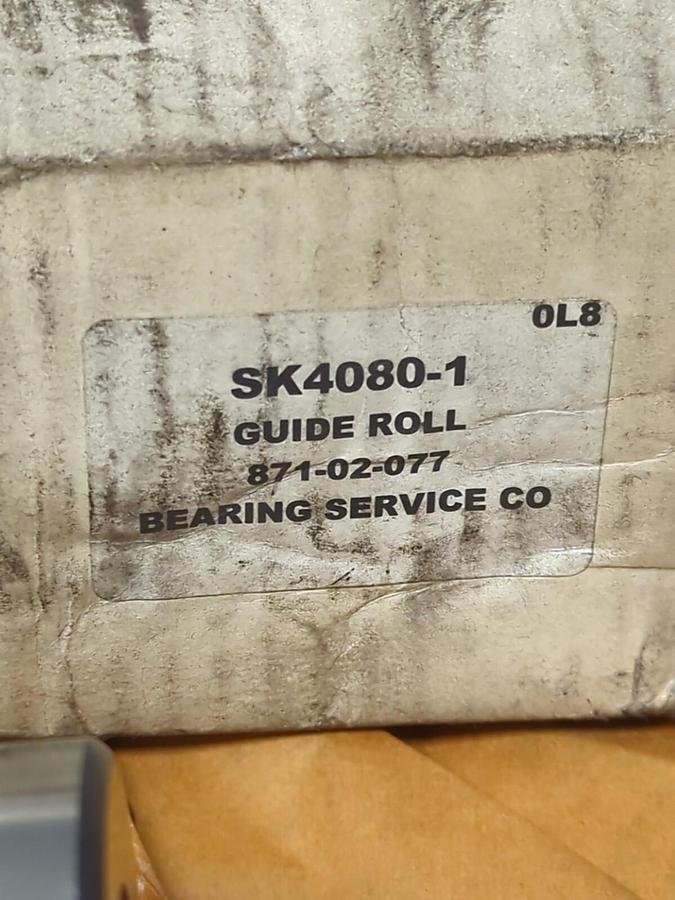 0L8
SK4080-1
GUIDE ROLL
871-02-077
BEARING SERVICE CO